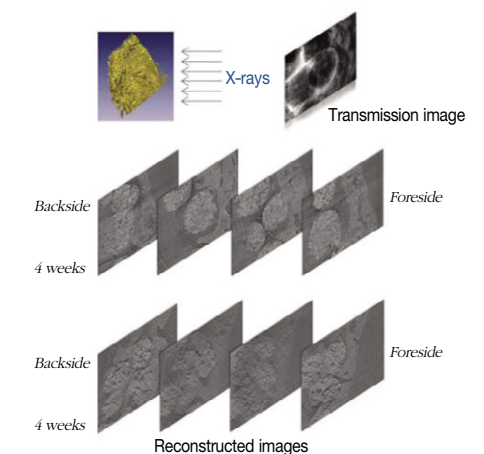 X-rays
Transmission image
Backside
Foreside
4 weeks
Backside
Foreside
4 weeks
Reconstructed images